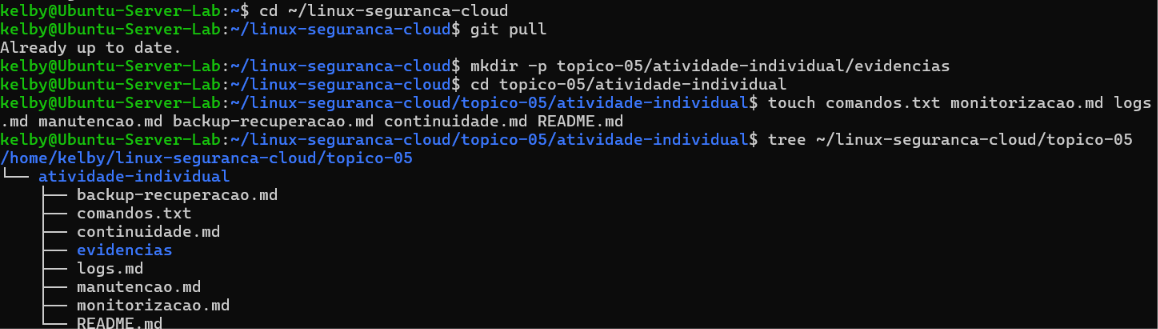 kelby@Ubuntu-Server-Lab:~$ cd ~/linux-seguranca-cloud
kelby@Ubuntu-Server-Lab:~/linux-seguranca-cloud$ git pull
Already up to date.
kelby@Ubuntu-Server-Lab:~/linux-seguranca-cloud$ mkdir -p topico-05/atividade-individual/evidencias
kelby@Ubuntu-Server-Lab:~/linux-seguranca-cloud$ cd topico-05/atividade-individual
kelby@Ubuntu-Server-Lab:~/linux-seguranca-cloud/topico-05/atividade-individual$ touch comandos.txt monitorizacao.md logs
.md manutencao.md backup-recuperacao.md continuidade.md README.md
kelby@Ubuntu-Server-Lab:~/linux-seguranca-cloud/topico-05/atividade-individual$ tree ~/linux-seguranca-cloud/topico-05
/home/kelby/linux-seguranca-cloud/topico-05
└── atividade-individual
    ├── backup-recuperacao.md
    ├── comandos.txt
    ├── continuidade.md
    ├── evidencias
    ├── logs.md
    ├── manutencao.md
    ├── monitorizacao.md
    └── README.md